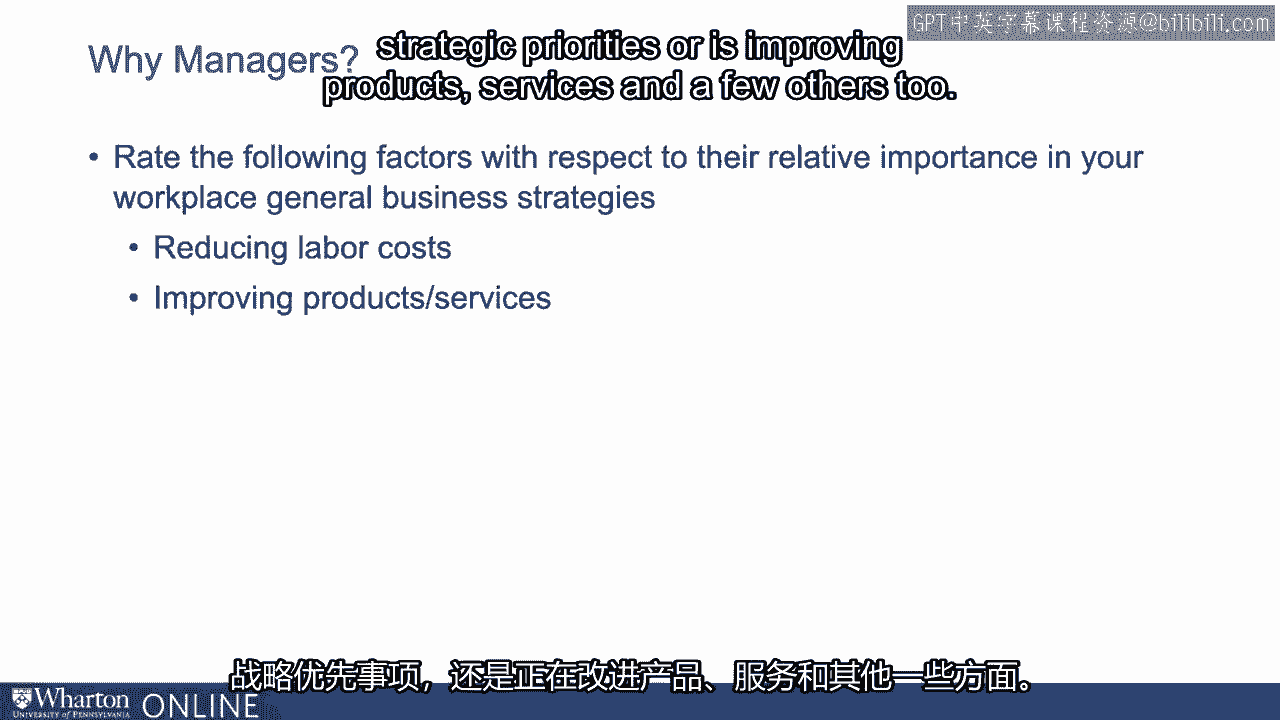 GPT中英字幕课程资源@bilibili.com
Why Managers?
strategic priorities or is improving
products, services and a few others too.
• Rate the following factors with respect to their relative importance in your
workplace general business strategies
• Reducing labor costs
• Improving products/services
战略优先事项，还是正在改进产品、服务和其他一些方面。
Wharton ONLINE
UNIVERSITY of PENNSYLVANIA